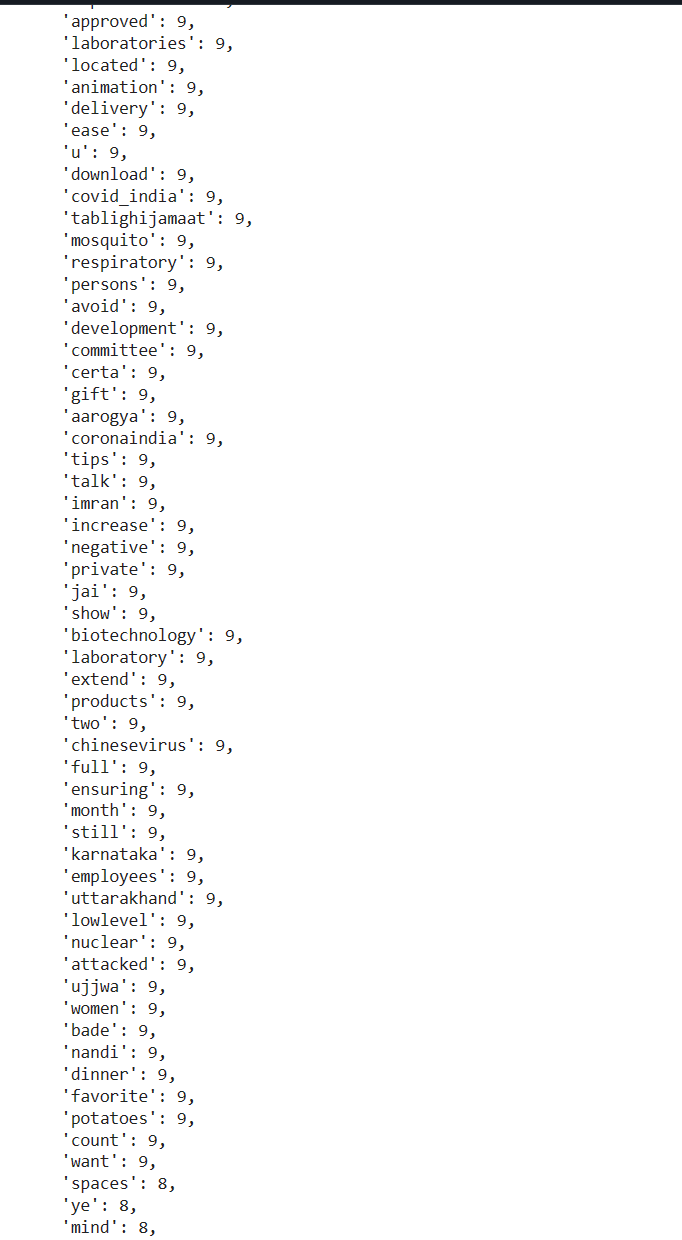 'approved': 9,
'laboratories': 9,
'located': 9,
'animation': 9,
'delivery': 9,
'ease': 9,
'u': 9,
'download': 9,
'covid_india': 9,
'tablighijamaat': 9,
'mosquito': 9,
'respiratory': 9,
'persons': 9,
'avoid': 9,
'development': 9,
'committee': 9,
'certa': 9,
'gift': 9,
'aarogya': 9,
'coronaindia': 9,
'tips': 9,
'talk': 9,
'imran': 9,
'increase': 9,
'negative': 9,
'private': 9,
'jai': 9,
'show': 9,
'biotechnology': 9,
'laboratory': 9,
'extend': 9,
'products': 9,
'two': 9,
'chinesevirus': 9,
'full': 9,
'ensuring': 9,
'month': 9,
'still': 9,
'karnataka': 9,
'employees': 9,
'uttarakhand': 9,
'lowlevel': 9,
'nuclear': 9,
'attacked': 9,
'ujjwa': 9,
'women': 9,
'bade': 9,
'nandi': 9,
'dinner': 9,
'favorite': 9,
'potatoes': 9,
'count': 9,
'want': 9,
'spaces': 8,
'ye': 8,
'mind': 8,